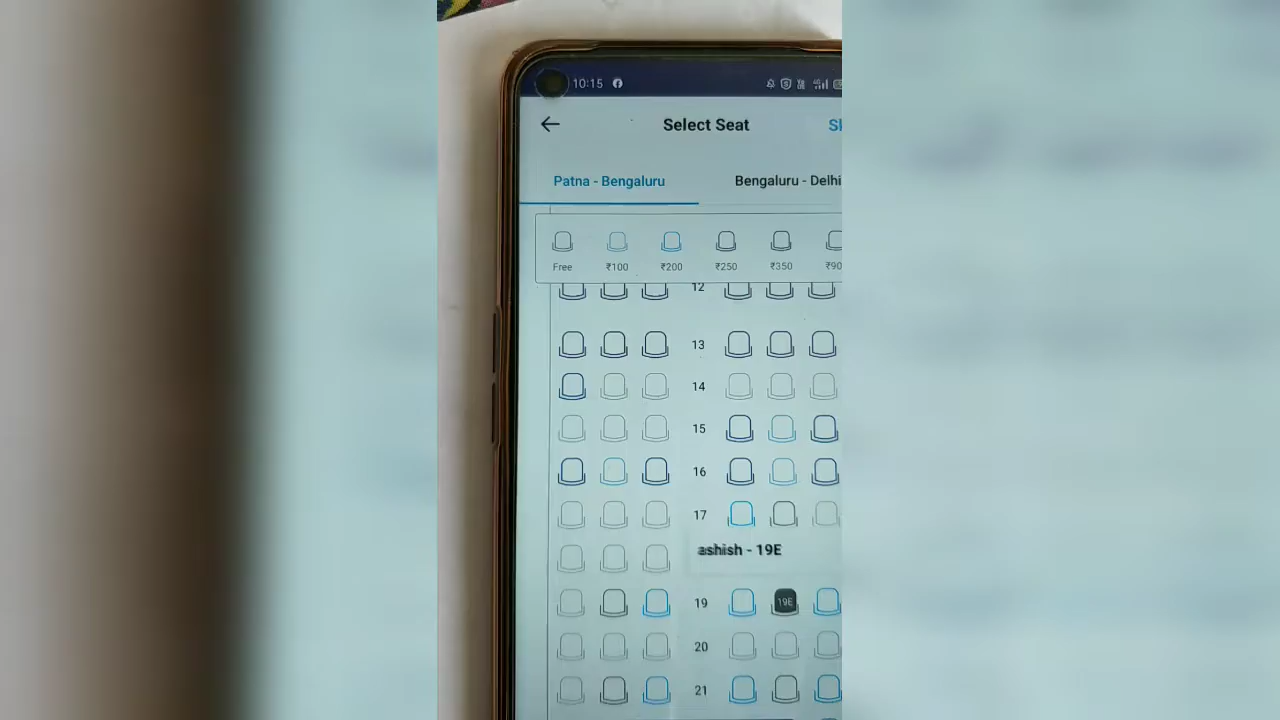 10:15
Select Seat
Patna - Bengaluru
Bengaluru - Delhi
Free ₹100 ₹200 ₹250 ₹350
12
13
14
15
16
17
ashish - 19E
19 19E
20
21